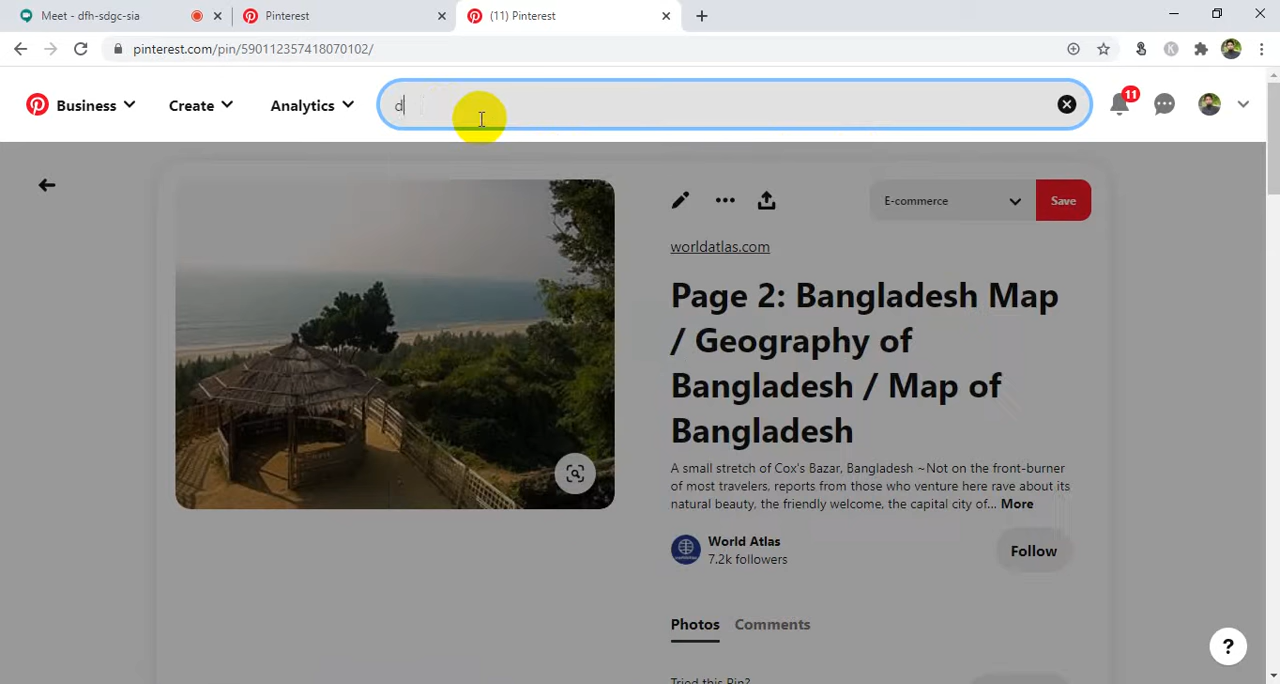 Meet - dfh-sdgc-sia
Pinterest
(11) Pinterest
pinterest.com/pin/590112357418070102/
K
Business
Create
Analytics
d
11
E-commerce
Save
worldatlas.com
Page 2: Bangladesh Map
/ Geography of
Bangladesh / Map of
Bangladesh
A small stretch of Cox's Bazar, Bangladesh ~Not on the front-burner
of most travelers, reports from those who venture here rave about its
natural beauty, the friendly welcome, the capital city of... More
World Atlas
7.2k followers
Follow
Photos
Comments
Tried this Pin?
?